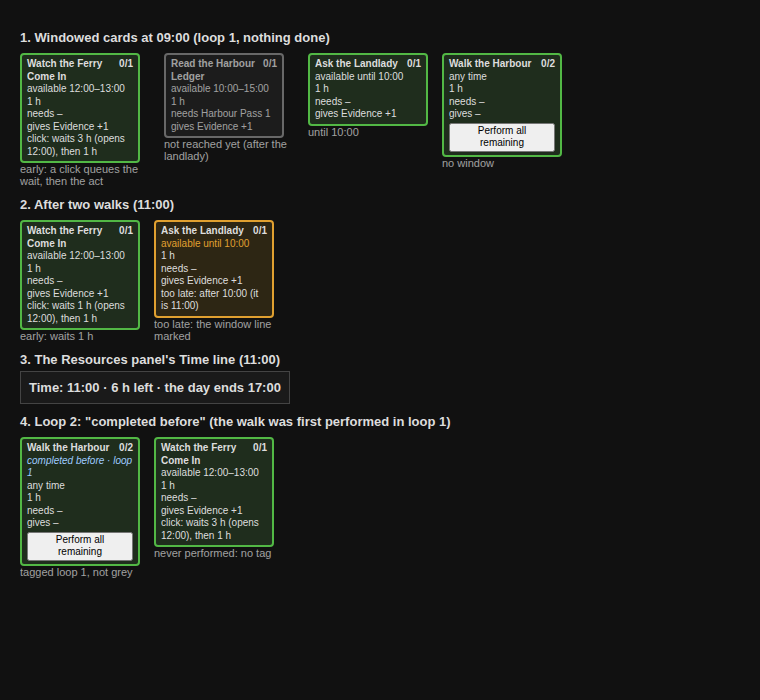 1. Windowed cards at 09:00 (loop 1, nothing done)
Watch the Ferry 0/1
Come In
available 12:00–13:00
1 h
needs –
gives Evidence +1
click: waits 3 h (opens
12:00), then 1 h
early: a click queues the
wait, then the act
Read the Harbour 0/1
Ledger
available 10:00–15:00
1 h
needs Harbour Pass 1
gives Evidence +1
not reached yet (after the
landlady)
Ask the Landlady 0/1
available until 10:00
1 h
needs –
gives Evidence +1
until 10:00
Walk the Harbour 0/2
any time
1 h
needs –
gives –
Perform all
remaining
no window
2. After two walks (11:00)
Watch the Ferry 0/1
Come In
available 12:00–13:00
1 h
needs –
gives Evidence +1
click: waits 1 h (opens
12:00), then 1 h
early: waits 1 h
Ask the Landlady 0/1
available until 10:00
1 h
needs –
gives Evidence +1
too late: after 10:00 (it
is 11:00)
too late: the window line
marked
3. The Resources panel's Time line (11:00)
Time: 11:00 · 6 h left · the day ends 17:00
4. Loop 2: "completed before" (the walk was first performed in loop 1)
Walk the Harbour 0/2
completed before · loop
1
any time
1 h
needs –
gives –
Perform all
remaining
tagged loop 1, not grey
Watch the Ferry 0/1
Come In
available 12:00–13:00
1 h
needs –
gives Evidence +1
click: waits 3 h (opens
12:00), then 1 h
never performed: no tag